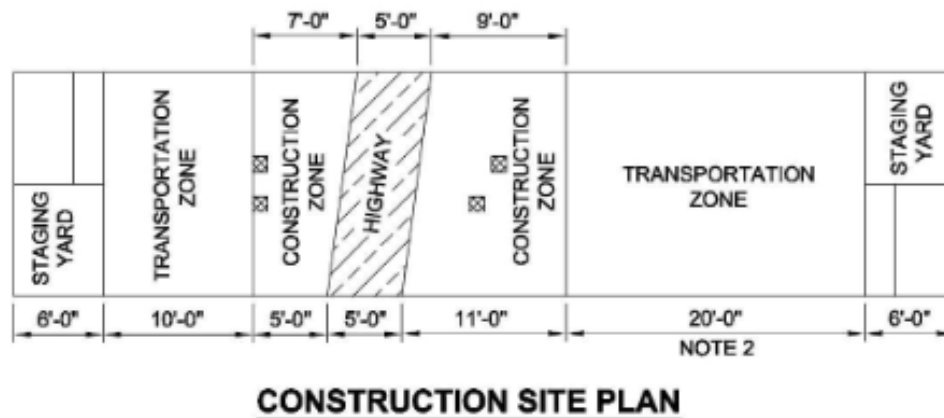 7'-0" 5'-0" 9'-0"
STAGING
YARD
TRANSPORTATION
ZONE
CONSTRUCTION
ZONE
HIGHWAY
CONSTRUCTION
ZONE
TRANSPORTATION
ZONE
STAGING
YARD
6'-0" 10'-0" 5'-0" 5'-0" 11'-0" 20'-0" 6'-0"
NOTE 2
CONSTRUCTION SITE PLAN